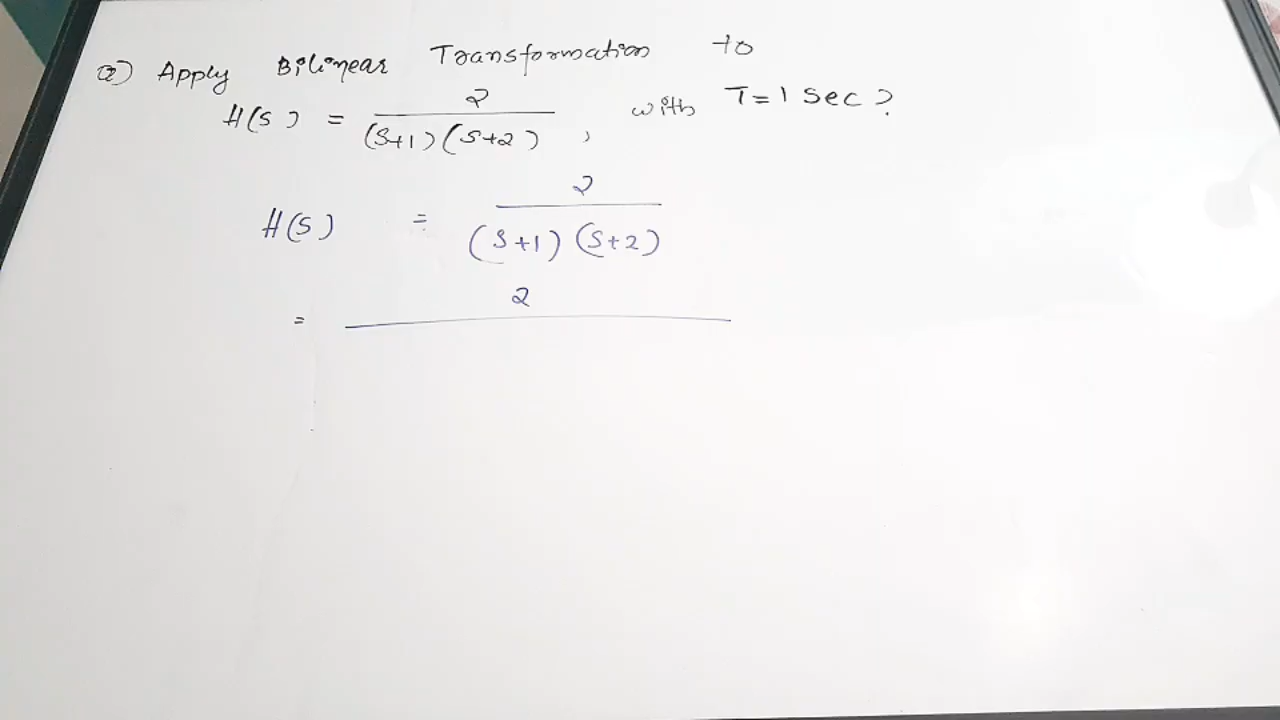 Q) Apply Bilinear Transformation to
H(s) = 2 / (s+1)(s+2) , with T=1 sec?
H(s) = 2 / (s+1)(s+2)
= 2